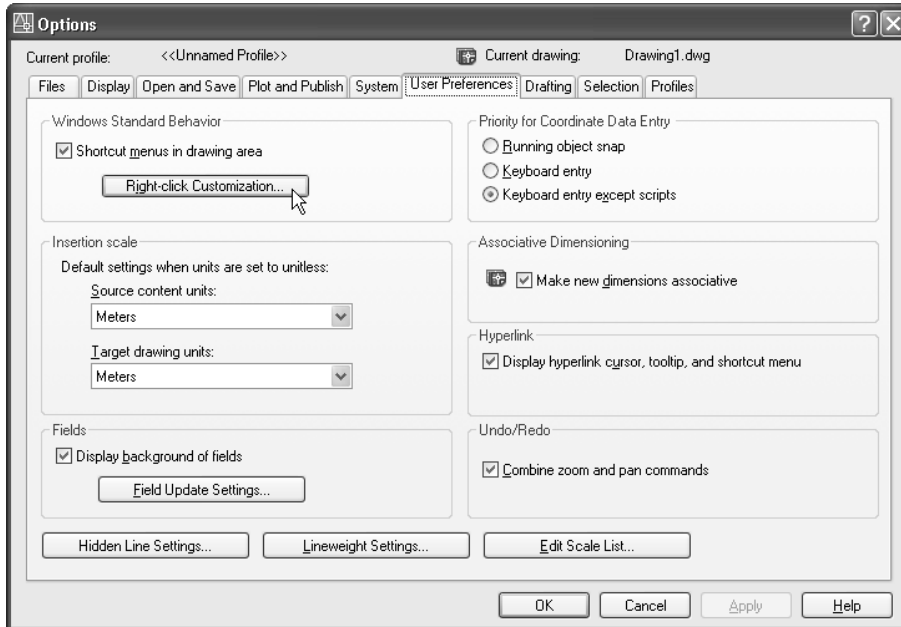 Options
Current profile: <<Unnamed Profile>> Current drawing: Drawing1.dwg
Files Display Open and Save Plot and Publish System User Preferences Drafting Selection Profiles
Windows Standard Behavior
Shortcut menus in drawing area
Right-click Customization...
Priority for Coordinate Data Entry
Running object snap
Keyboard entry
Keyboard entry except scripts
Insertion scale
Default settings when units are set to unitless:
Source content units:
Meters
Target drawing units:
Meters
Associative Dimensioning
Make new dimensions associative
Hyperlink
Display hyperlink cursor, tooltip, and shortcut menu
Fields
Display background of fields
Field Update Settings...
Undo/Redo
Combine zoom and pan commands
Hidden Line Settings... Lineweight Settings... Edit Scale List...
OK Cancel Apply Help